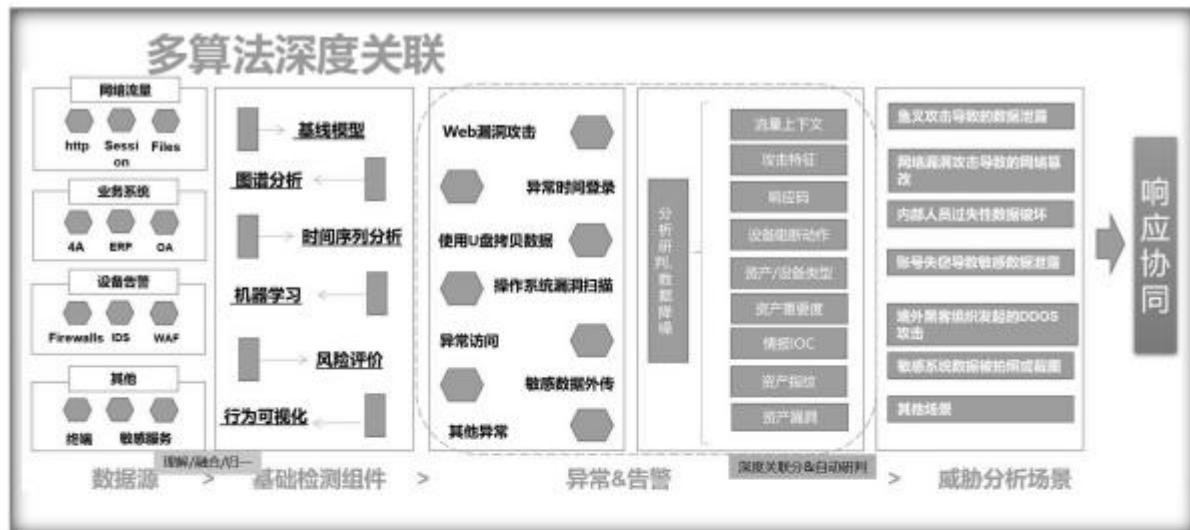 多算法深度关联
网络流量
http
Sessi
on
Files
业务系统
4A
ERP
OA
设备告警
Firewalls
IDS
WAF
其他
终端
敏感服务
基线模型
图谱分析
时间序列分析
机器学习
风险评价
行为可视化
Web漏洞攻击
异常时间登录
使用U盘拷贝数据
操作系统漏洞扫描
异常访问
敏感数据外传
其他异常
分析研判,数据降噪
流量上下文
攻击特征
响应码
设备阻断动作
资产/设备类型
资产重要度
情报IOC
资产指纹
资产漏洞
鱼叉攻击导致的数据泄露
网络漏洞攻击导致的网络篡
改
内部人员过失性数据破坏
账号失窃导致敏感数据泄露
境外黑客组织发起的DDOS
攻击
敏感系统数据被拍照或截图
其他场景
响应协同
理解/融合/归一
深度关联分&自动研判
数据源
>
基础检测组件
>
异常&告警
>
威胁分析场景